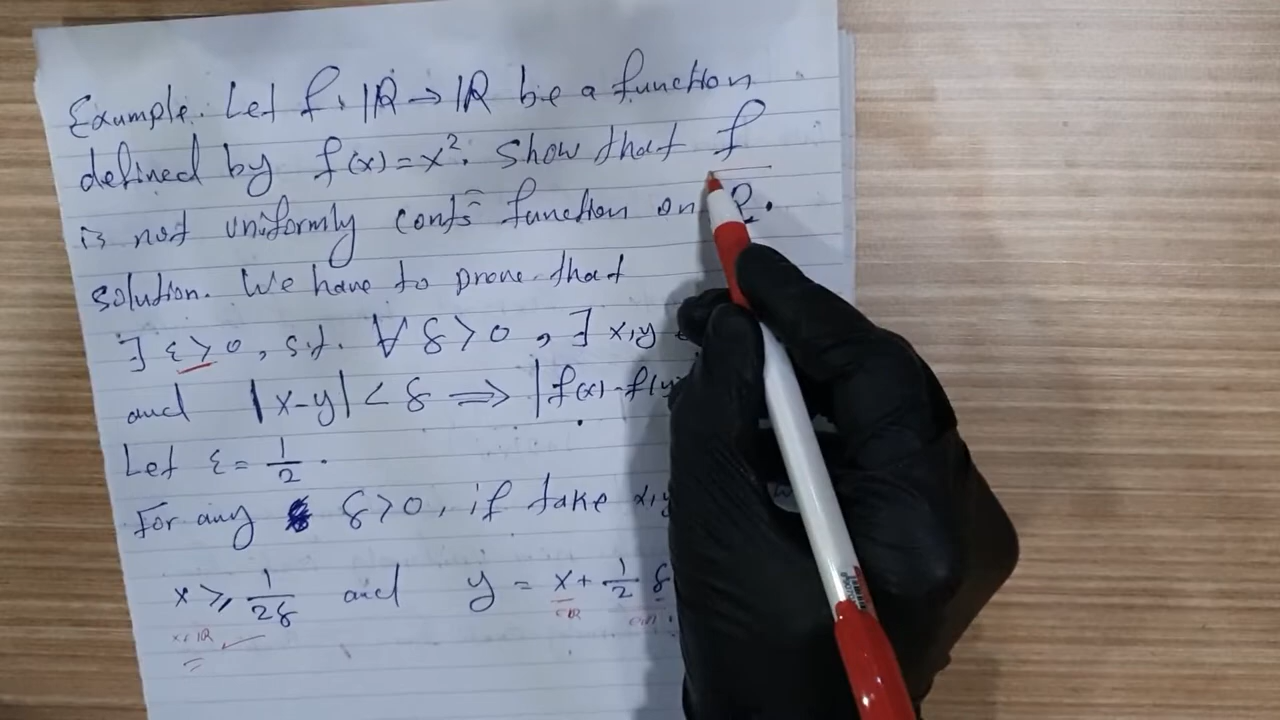 Example. Let f: ℝ → ℝ be a function
defined by f(x) = x². Show that f
is not uniformly conts function on ℝ.
Solution. We have to prove that
∃ ε > 0, s.t. ∀ δ > 0, ∃ x,y
and |x-y| < δ ⟹ |f(x)-f(y
Let ε = 1/2.
For any δ > 0, if take x,y
x ≥ 1/2δ and y = x + 1/2 δ
x∈ℝ ∈ℝ